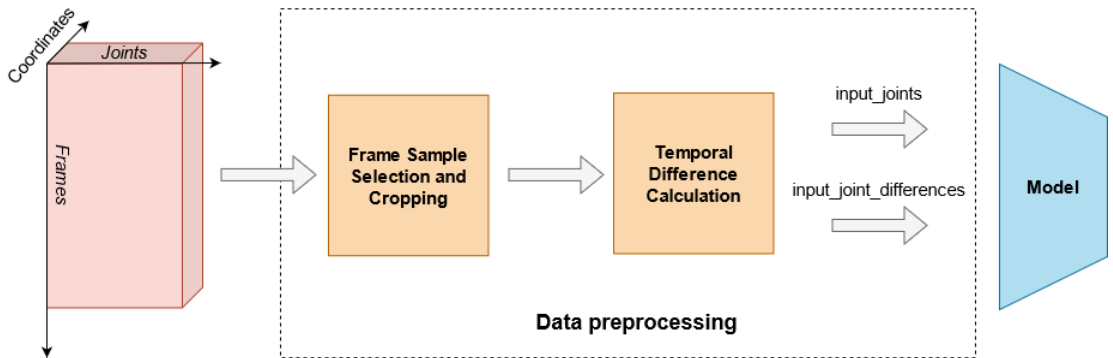 Coordinates
Joints
Frames
Frame Sample
Selection and
Cropping
Temporal
Difference
Calculation
input_joints
input_joint_differences
Model
Data preprocessing